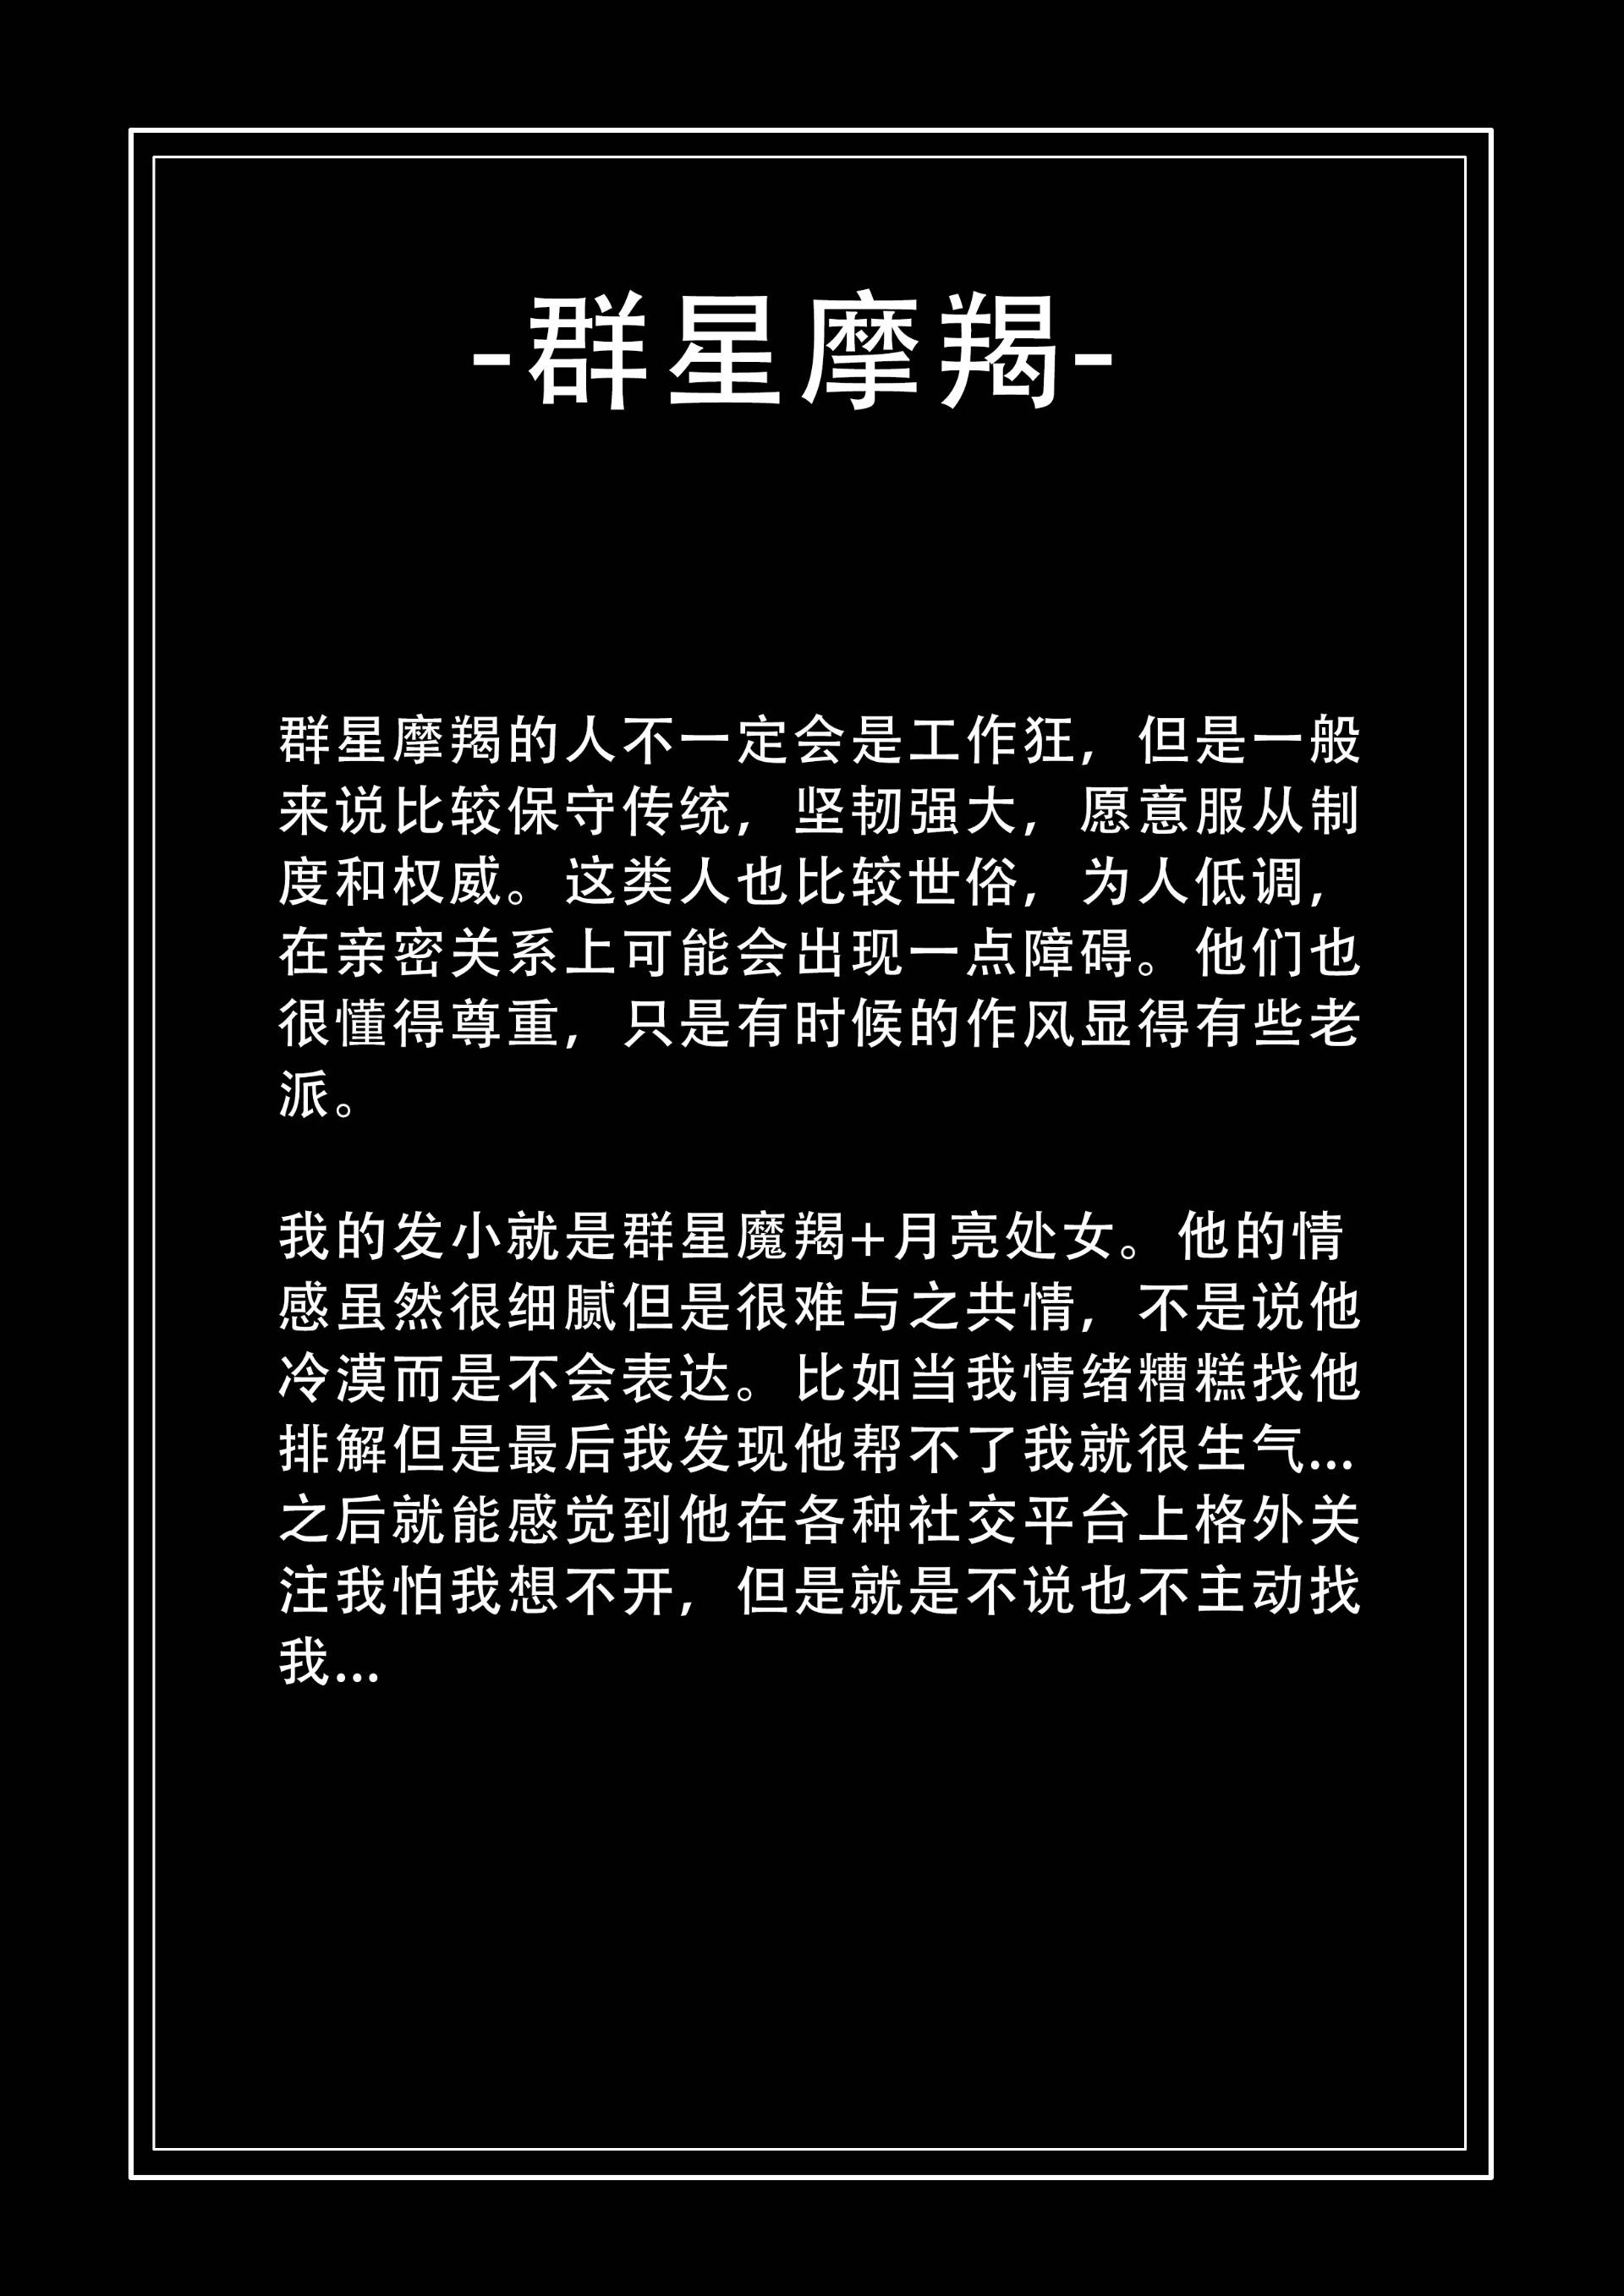 -群星摩羯-
群星摩羯的人不一定会是工作狂，但是一般
来说比较保守传统，坚韧强大，愿意服从制
度和权威。这类人也比较世俗，为人低调，
在亲密关系上可能会出现一点障碍。他们也
很懂得尊重，只是有时候的作风显得有些老
派。
我的发小就是群星魔羯+月亮处女。他的情
感虽然很细腻但是很难与之共情，不是说他
冷漠而是不会表达。比如当我情绪糟糕找他
排解但是最后我发现他帮不了我就很生气…
之后就能感觉到他在各种社交平台上格外关
注我怕我想不开，但是就是不说也不主动找
我…